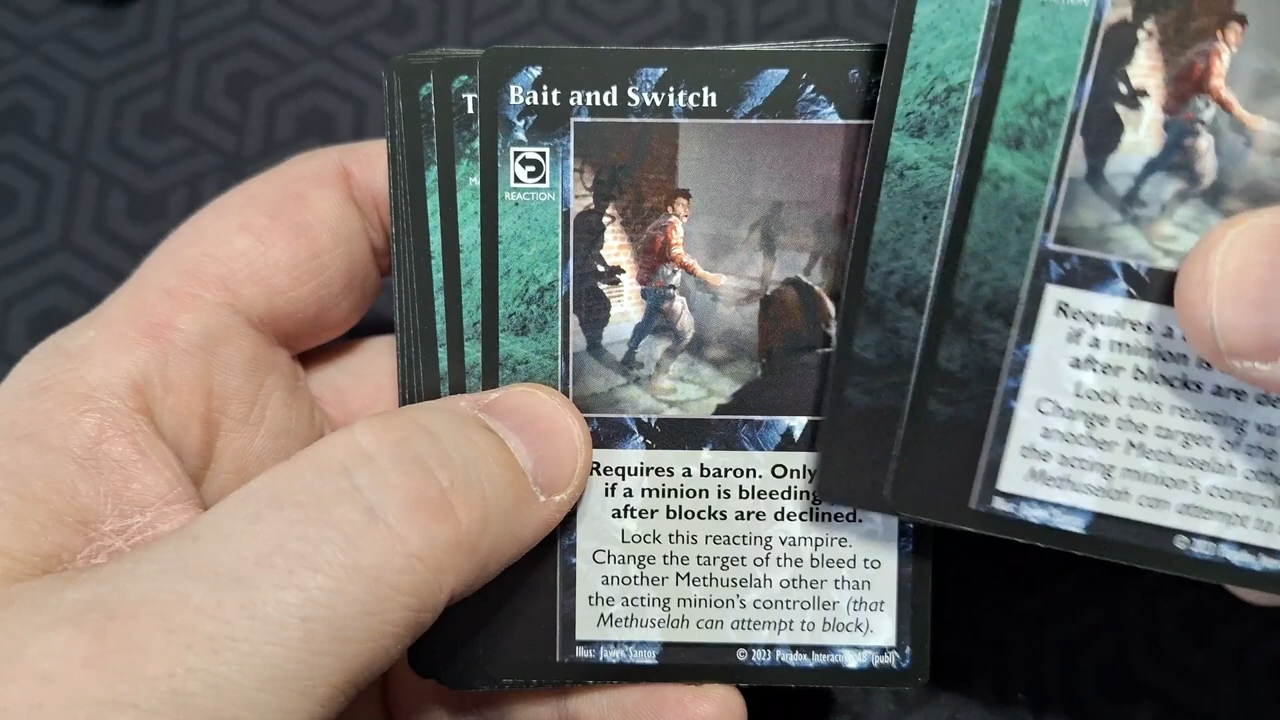 T
Bait and Switch
REACTION
Requires a baron. Only
if a minion is bleeding
after blocks are declined.
Lock this reacting vampire.
Change the target of the bleed to
another Methuselah other than
the acting minion's controller (that
Methuselah can attempt to block).
Illus: Javier Santos
© 2023 Paradox Interactive AB (publ)
Requires a
if a minion is
after blocks are de
Lock this reacting va
Change the target of the
another Methuselah
the acting minion's
Methuselah can attempt to